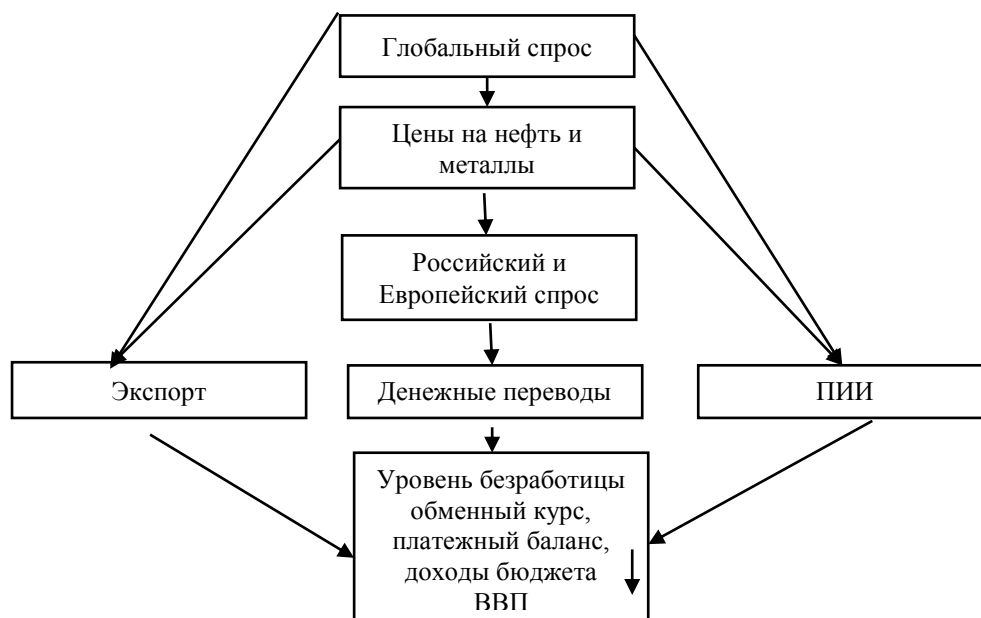 Глобальный спрос
Цены на нефть и
металлы
Российский и
Европейский спрос
Экспорт
Денежные переводы
ПИИ
Уровень безработицы
обменный курс,
платежный баланс,
доходы бюджета
ВВП